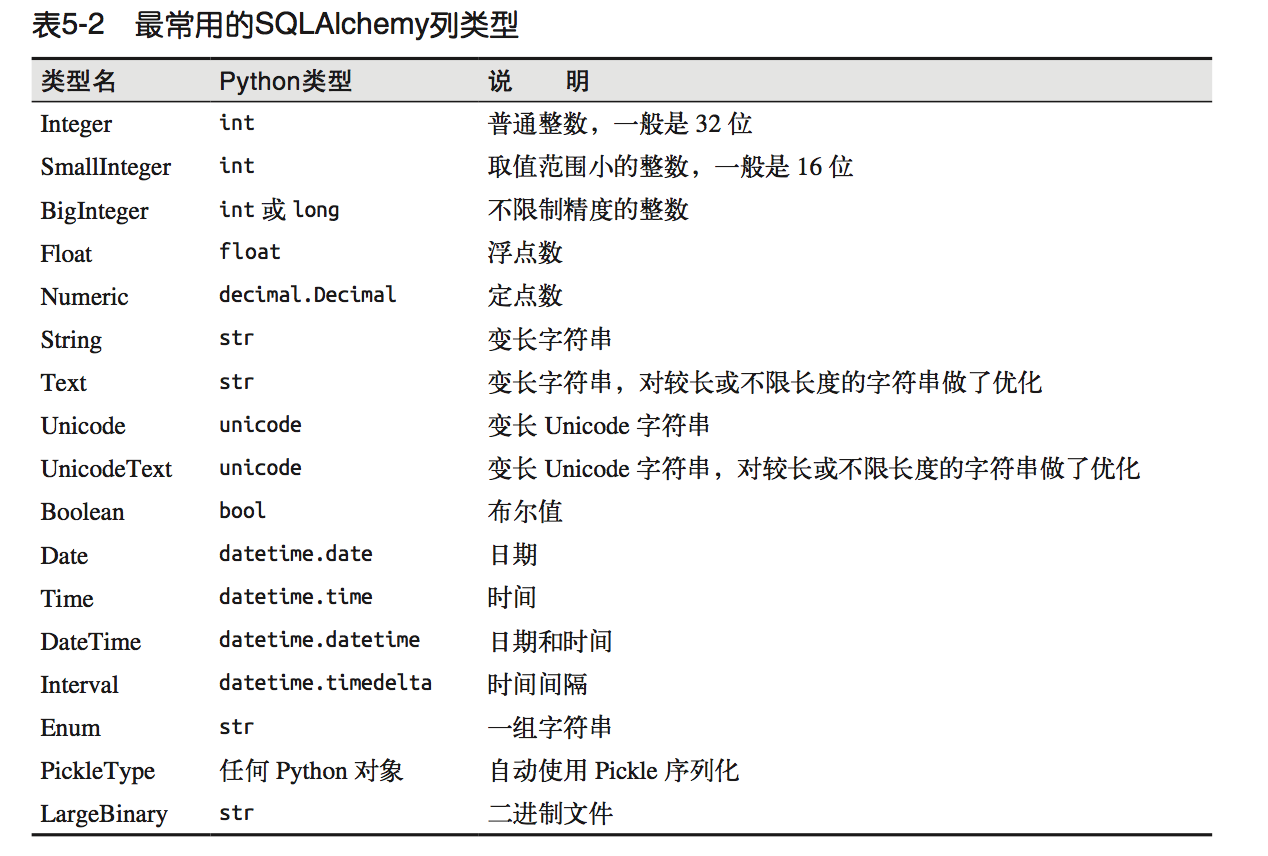 表5-2 最常用的SQLAlchemy列类型
类型名 Python类型 说 明
Integer int 普通整数，一般是 32 位
SmallInteger int 取值范围小的整数，一般是 16 位
BigInteger int 或 long 不限制精度的整数
Float float 浮点数
Numeric decimal.Decimal 定点数
String str 变长字符串
Text str 变长字符串，对较长或不限长度的字符串做了优化
Unicode unicode 变长 Unicode 字符串
UnicodeText unicode 变长 Unicode 字符串，对较长或不限长度的字符串做了优化
Boolean bool 布尔值
Date datetime.date 日期
Time datetime.time 时间
DateTime datetime.datetime 日期和时间
Interval datetime.timedelta 时间间隔
Enum str 一组字符串
PickleType 任何 Python 对象 自动使用 Pickle 序列化
LargeBinary str 二进制文件